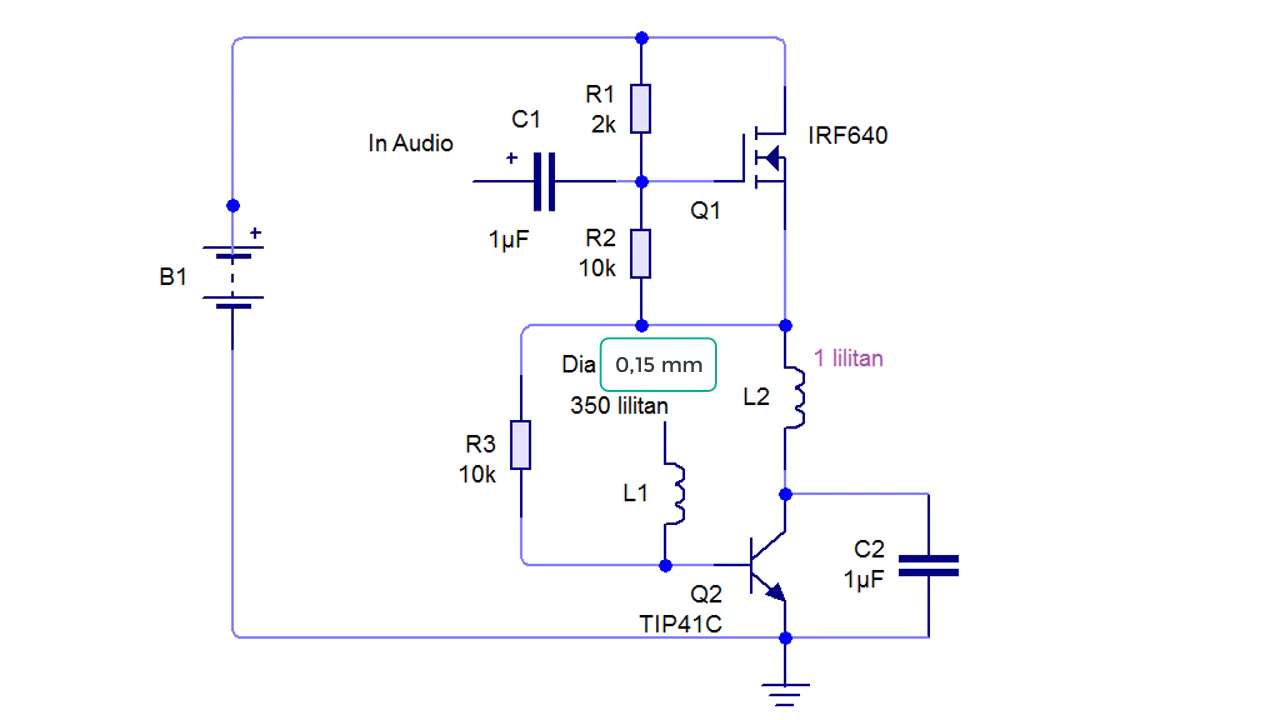 R1
2k
C1
In Audio
+
IRF640
Q1
1µF
R2
10k
+
B1
Dia 0,15 mm
350 lilitan
1 lilitan
L2
R3
10k
L1
C2
1µF
Q2
TIP41C